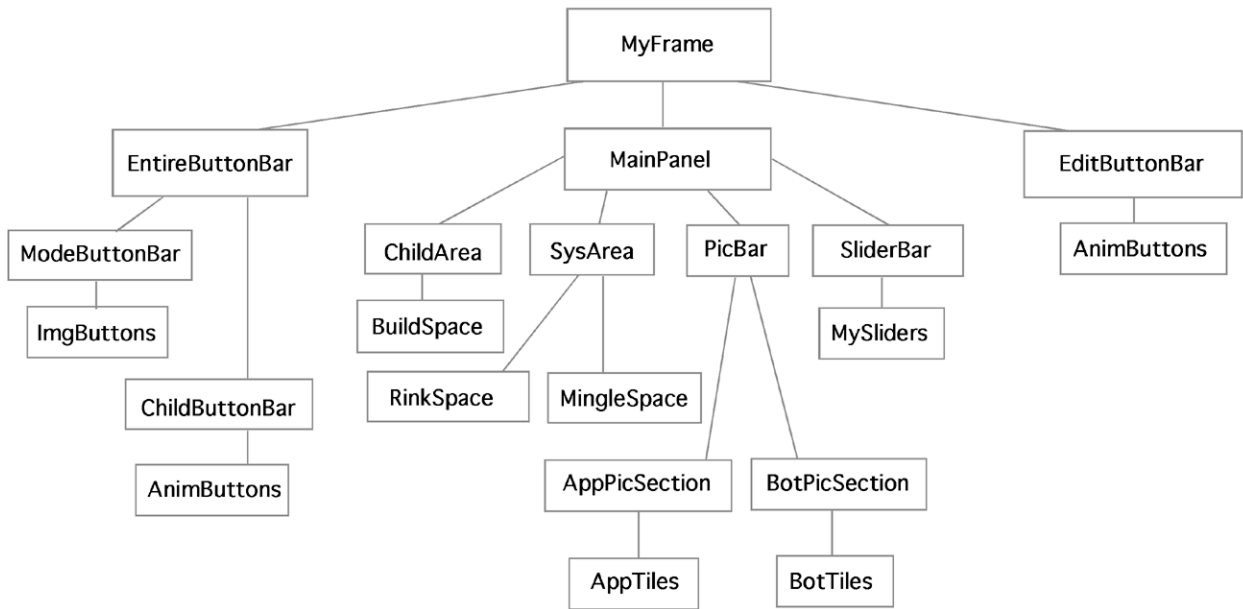 MyFrame
EntireButtonBar
MainPanel
EditButtonBar
ModeButtonBar
ChildArea
SysArea
PicBar
SliderBar
AnimButtons
ImgButtons
BuildSpace
MySliders
RinkSpace
MingleSpace
ChildButtonBar
AnimButtons
AppPicSection
BotPicSection
AppTiles
BotTiles